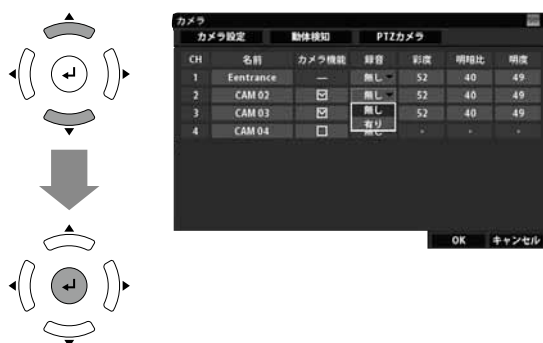 カメラ
カメラ設定 動体検知 PTZカメラ
CH 名前 カメラ機能 録音 彩度 明暗比 明度
1 Eentrance — 無し 52 40 49
2 CAM 02 無し 52 40 49
3 CAM 03 無し 52 40 49
4 CAM 04 有り - - -
OK キャンセル